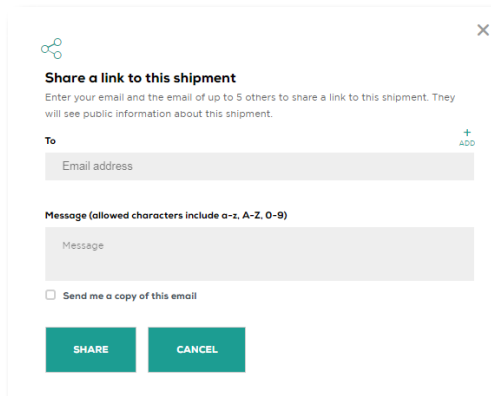 Share a link to this shipment
Enter your email and the email of up to 5 others to share a link to this shipment. They
will see public information about this shipment.
To
+
ADD
Email address
Message (allowed characters include a-z, A-Z, 0-9)
Message
Send me a copy of this email
SHARE
CANCEL